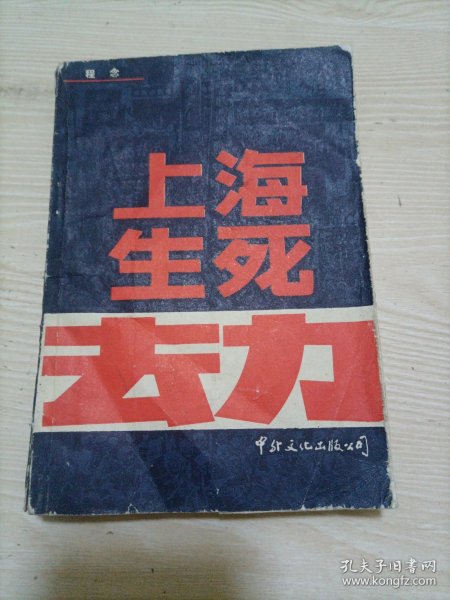 程念
上海
生死
劫
中外文化出版公司
孔夫子旧书网
www.kongfz.com